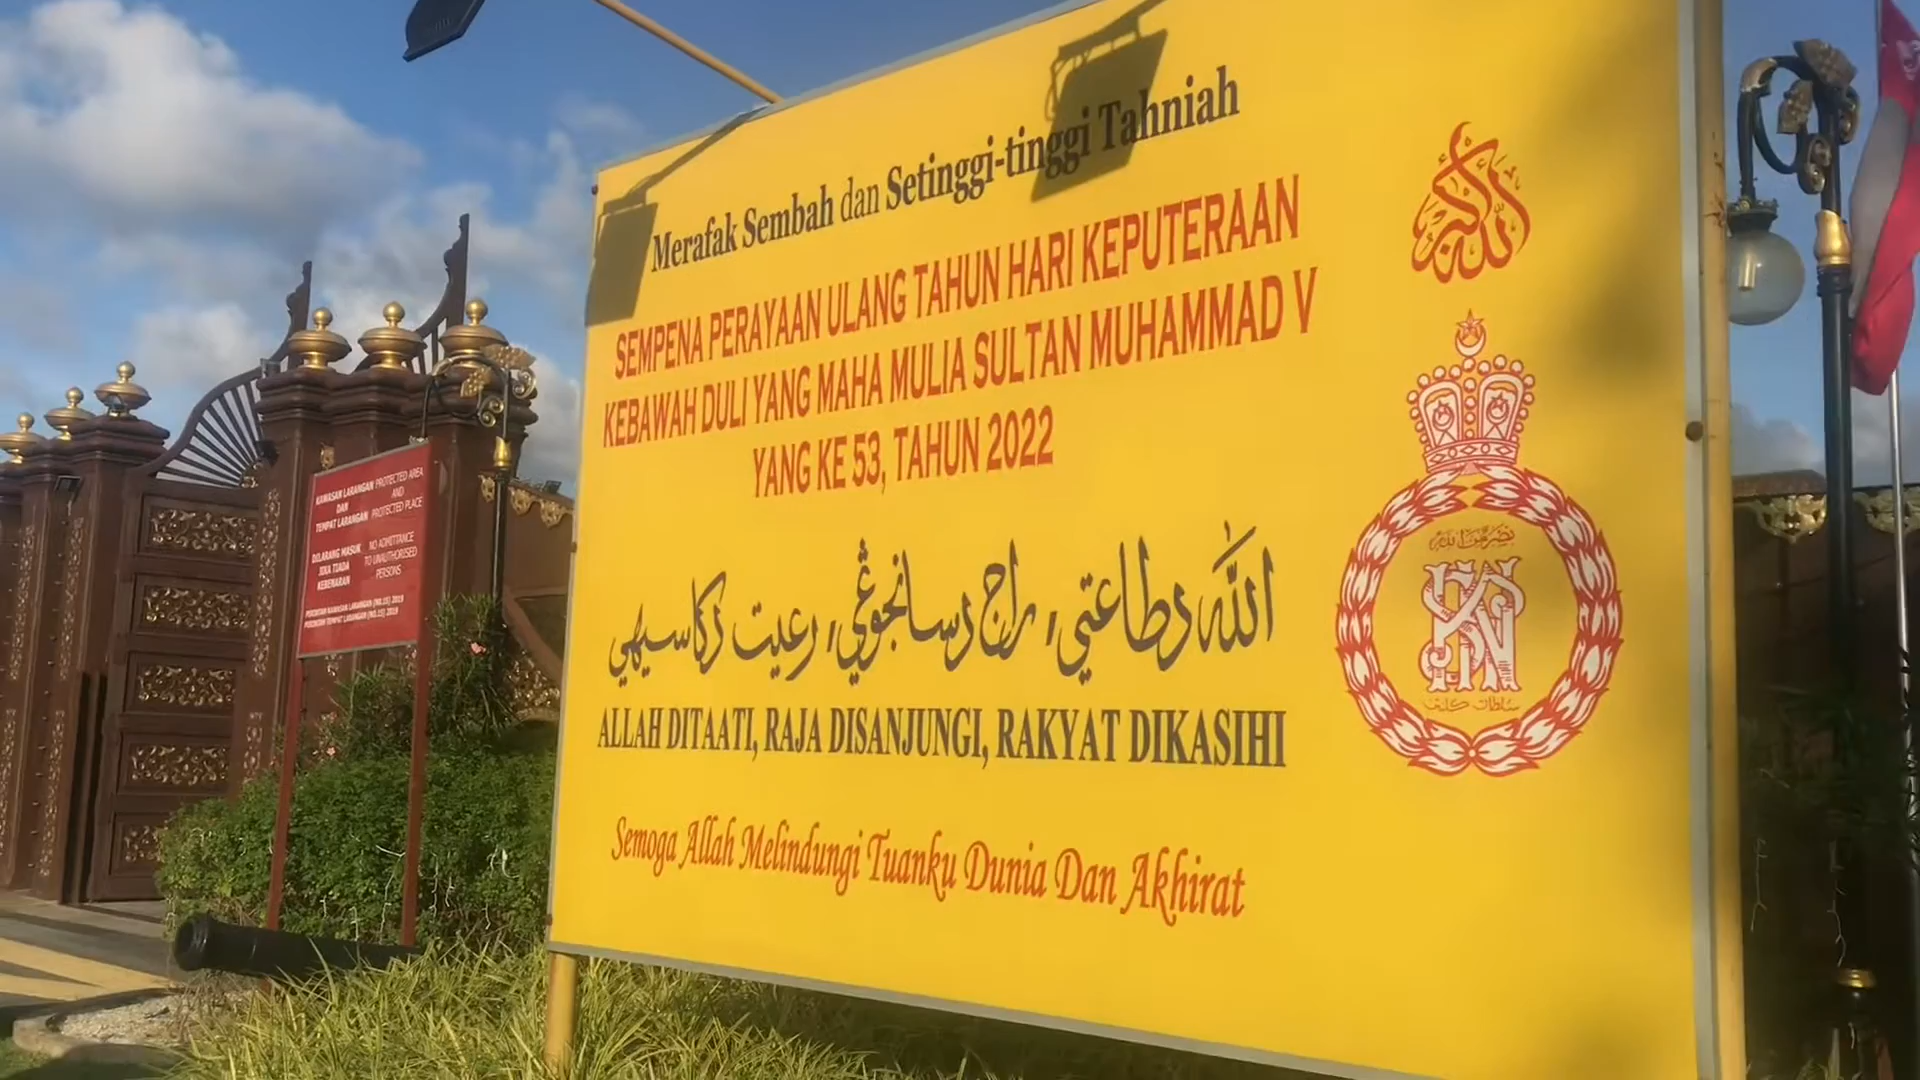 Merafak Sembah dan Setinggi-tinggi Tahniah
SEMPENA PERAYAAN ULANG TAHUN HARI KEPUTERAAN
KEBAWAH DULI YANG MAHA MULIA SULTAN MUHAMMAD V
YANG KE 53, TAHUN 2022
الله دطاعتي، راج دسانجوڠي، رعيت دكاسيهي
ALLAH DITAATI, RAJA DISANJUNGI, RAKYAT DIKASIHI
Semoga Allah Melindungi Tuanku Dunia Dan Akhirat
الله أكبر
KAWASAN LARANGAN PROTECTED AREA
DAN AND
TEMPAT LARANGAN PROTECTED PLACE
DILARANG MASUK NO ADMITTANCE
JIKA TIADA TO UNAUTHORISED
KEBENARAN PERSONS